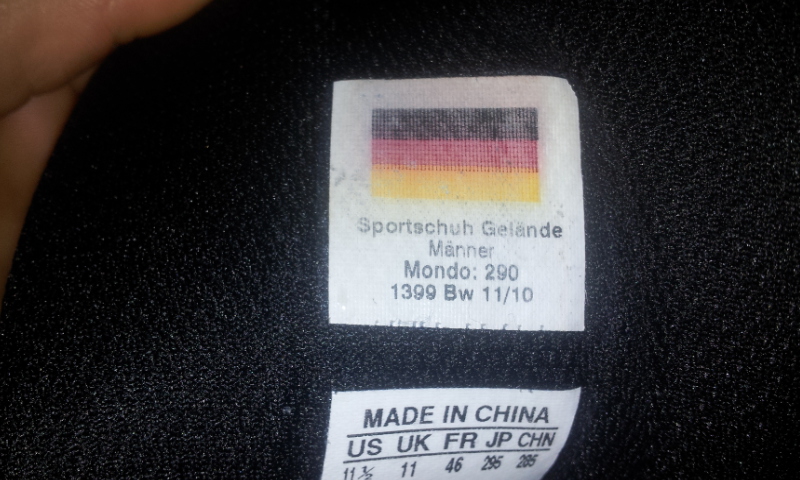 Sportschuh Gelände
Männer
Mondo: 290
1399 Bw 11/10
MADE IN CHINA
US UK FR JP CHN
11½ 11 46 295 285